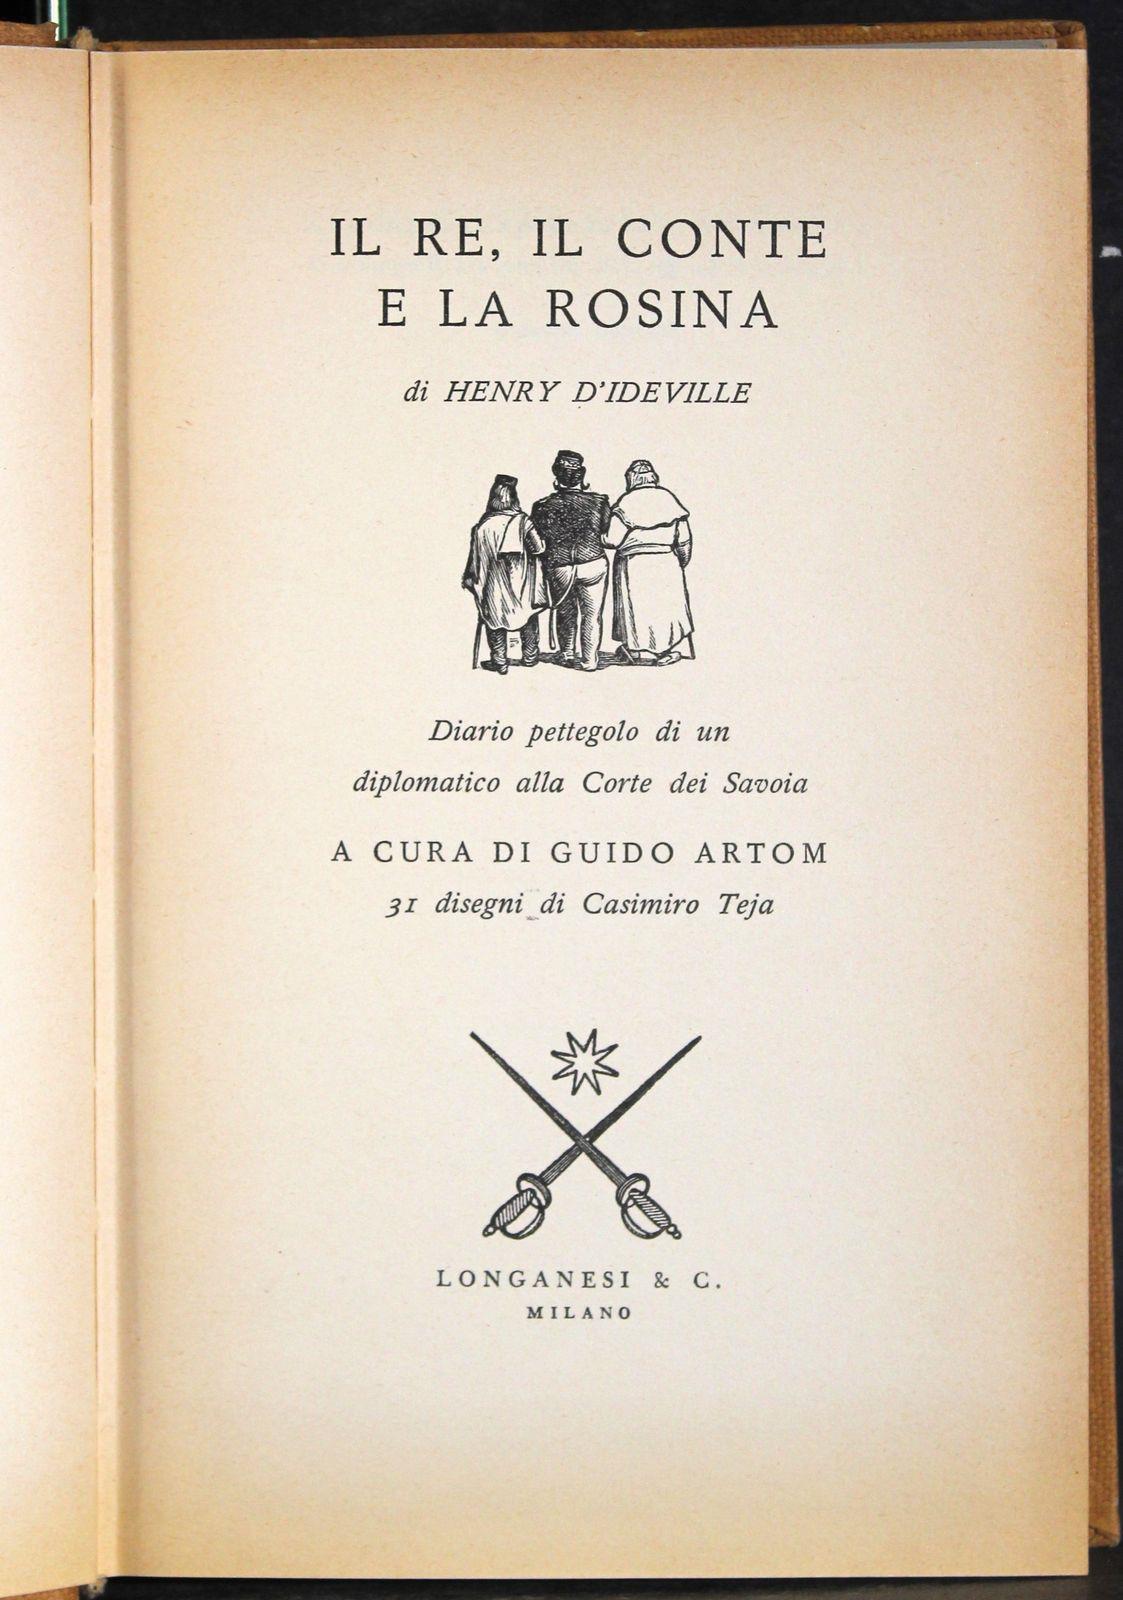 IL RE, IL CONTE
E LA ROSINA
di HENRY D'IDEVILLE
Diario pettegolo di un
diplomatico alla Corte dei Savoia
A CURA DI GUIDO ARTOM
31 disegni di Casimiro Teja
LONGANESI & C.
MILANO